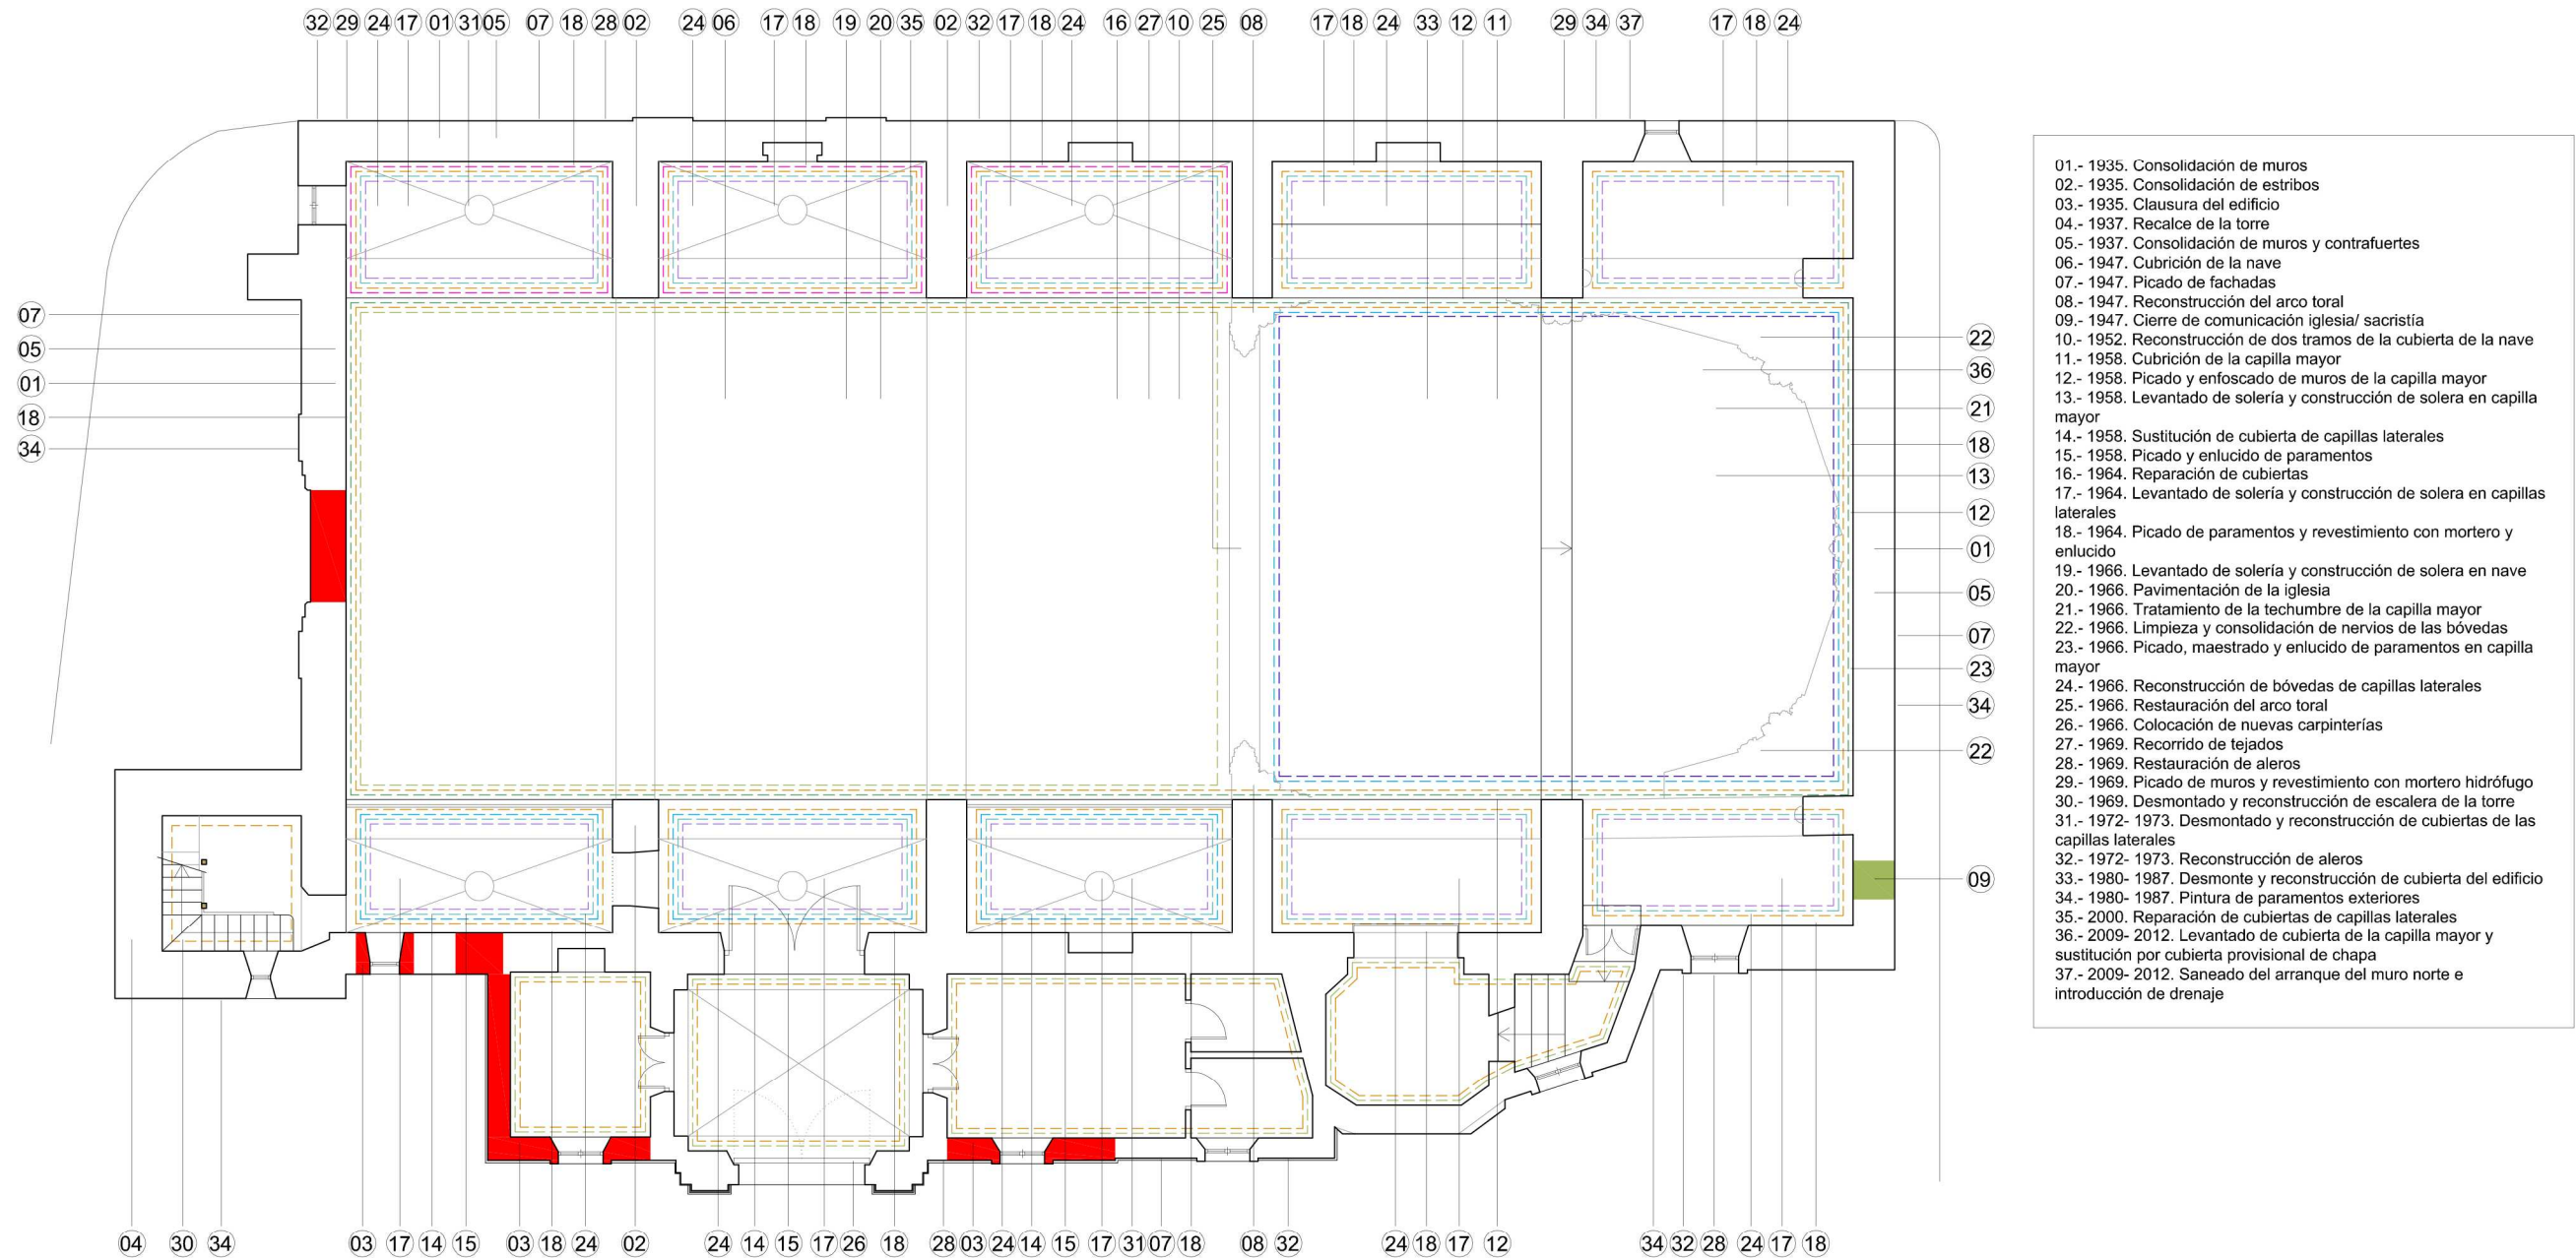 32 29 24 17 01 31 05 07 18 28 02 24 06 17 18 19 20 35 02 32 17 18 24 16 27 10 25 08 17 18 24 33 12 11 29 34 37 17 18 24
07
05
01
18
34
22
36
21
18
13
12
01
05
07
23
34
22
09
04 30 34 03 17 14 15 03 18 24 02 24 14 15 17 26 18 28 03 24 14 15 17 31 07 18 08 32 24 18 17 12 34 32 28 24 17 18
01.- 1935. Consolidación de muros
02.- 1935. Consolidación de estribos
03.- 1935. Clausura del edificio
04.- 1937. Recalce de la torre
05.- 1937. Consolidación de muros y contrafuertes
06.- 1947. Cubrición de la nave
07.- 1947. Picado de fachadas
08.- 1947. Reconstrucción del arco toral
09.- 1947. Cierre de comunicación iglesia/ sacristía
10.- 1952. Reconstrucción de dos tramos de la cubierta de la nave
11.- 1958. Cubrición de la capilla mayor
12.- 1958. Picado y enfoscado de muros de la capilla mayor
13.- 1958. Levantado de solería y construcción de solera en capilla
mayor
14.- 1958. Sustitución de cubierta de capillas laterales
15.- 1958. Picado y enlucido de paramentos
16.- 1964. Reparación de cubiertas
17.- 1964. Levantado de solería y construcción de solera en capillas
laterales
18.- 1964. Picado de paramentos y revestimiento con mortero y
enlucido
19.- 1966. Levantado de solería y construcción de solera en nave
20.- 1966. Pavimentación de la iglesia
21.- 1966. Tratamiento de la techumbre de la capilla mayor
22.- 1966. Limpieza y consolidación de nervios de las bóvedas
23.- 1966. Picado, maestrado y enlucido de paramentos en capilla
mayor
24.- 1966. Reconstrucción de bóvedas de capillas laterales
25.- 1966. Restauración del arco toral
26.- 1966. Colocación de nuevas carpinterías
27.- 1969. Recorrido de tejados
28.- 1969. Restauración de aleros
29.- 1969. Picado de muros y revestimiento con mortero hidrófugo
30.- 1969. Desmontado y reconstrucción de escalera de la torre
31.- 1972- 1973. Desmontado y reconstrucción de cubiertas de las
capillas laterales
32.- 1972- 1973. Reconstrucción de aleros
33.- 1980- 1987. Desmonte y reconstrucción de cubierta del edificio
34.- 1980- 1987. Pintura de paramentos exteriores
35.- 2000. Reparación de cubiertas de capillas laterales
36.- 2009- 2012. Levantado de cubierta de la capilla mayor y
sustitución por cubierta provisional de chapa
37.- 2009- 2012. Saneado del arranque del muro norte e
introducción de drenaje